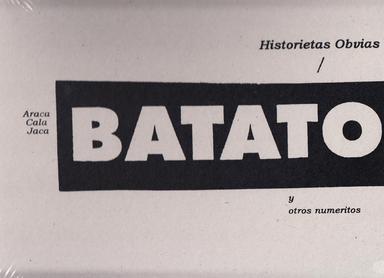 Historietas Obvias
/
Araca
Cala
Jaca
BATATO
y
otros numeritos